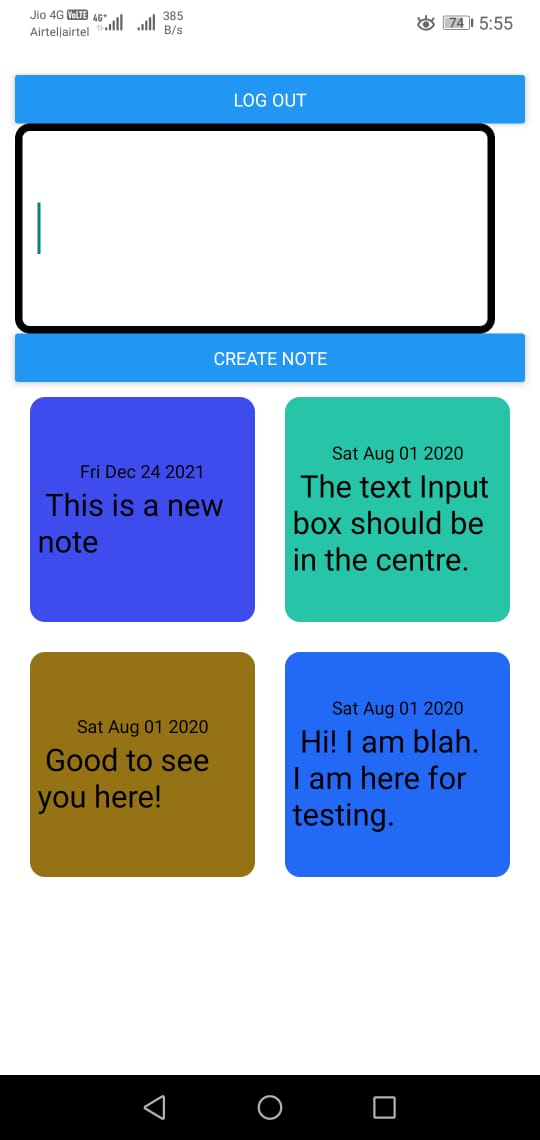 Jio 4G VoLTE 4G+ 385
Airtel|airtel B/s 74 5:55
LOG OUT
CREATE NOTE
Fri Dec 24 2021
This is a new
note
Sat Aug 01 2020
The text Input
box should be
in the centre.
Sat Aug 01 2020
Good to see
you here!
Sat Aug 01 2020
Hi! I am blah.
I am here for
testing.